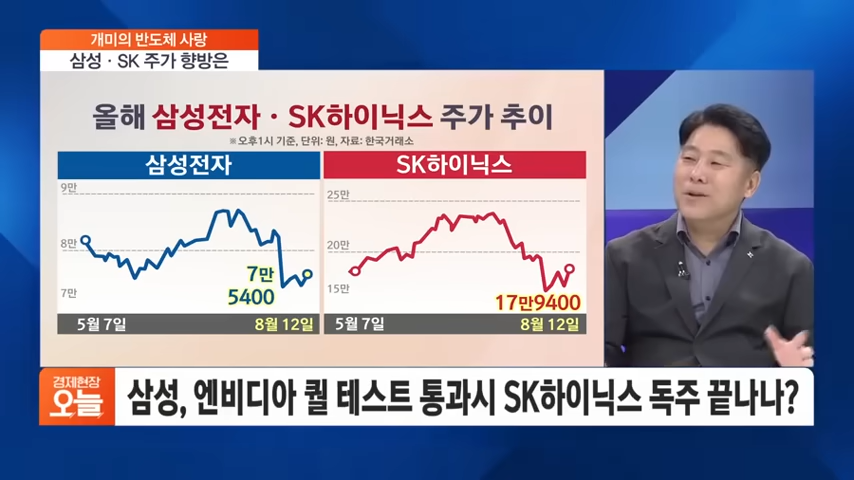 개미의 반도체 사랑
삼성 · SK 주가 향방은
올해 삼성전자 · SK하이닉스 주가 추이
※오후1시 기준, 단위: 원, 자료: 한국거래소
삼성전자
9만
8만
7만
7만
5400
5월 7일
8월 12일
SK하이닉스
25만
20만
15만
17만9400
5월 7일
8월 12일
경제현장
오늘
삼성, 엔비디아 퀄 테스트 통과시 SK하이닉스 독주 끝나나?